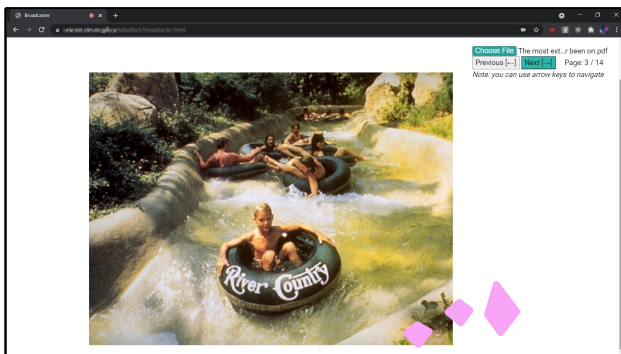 Broadcaster
Choose File The most ext...r been on.pdf
Previous [←] Next [→] Page: 3 / 14
Note: you can use arrow keys to navigate
River Country